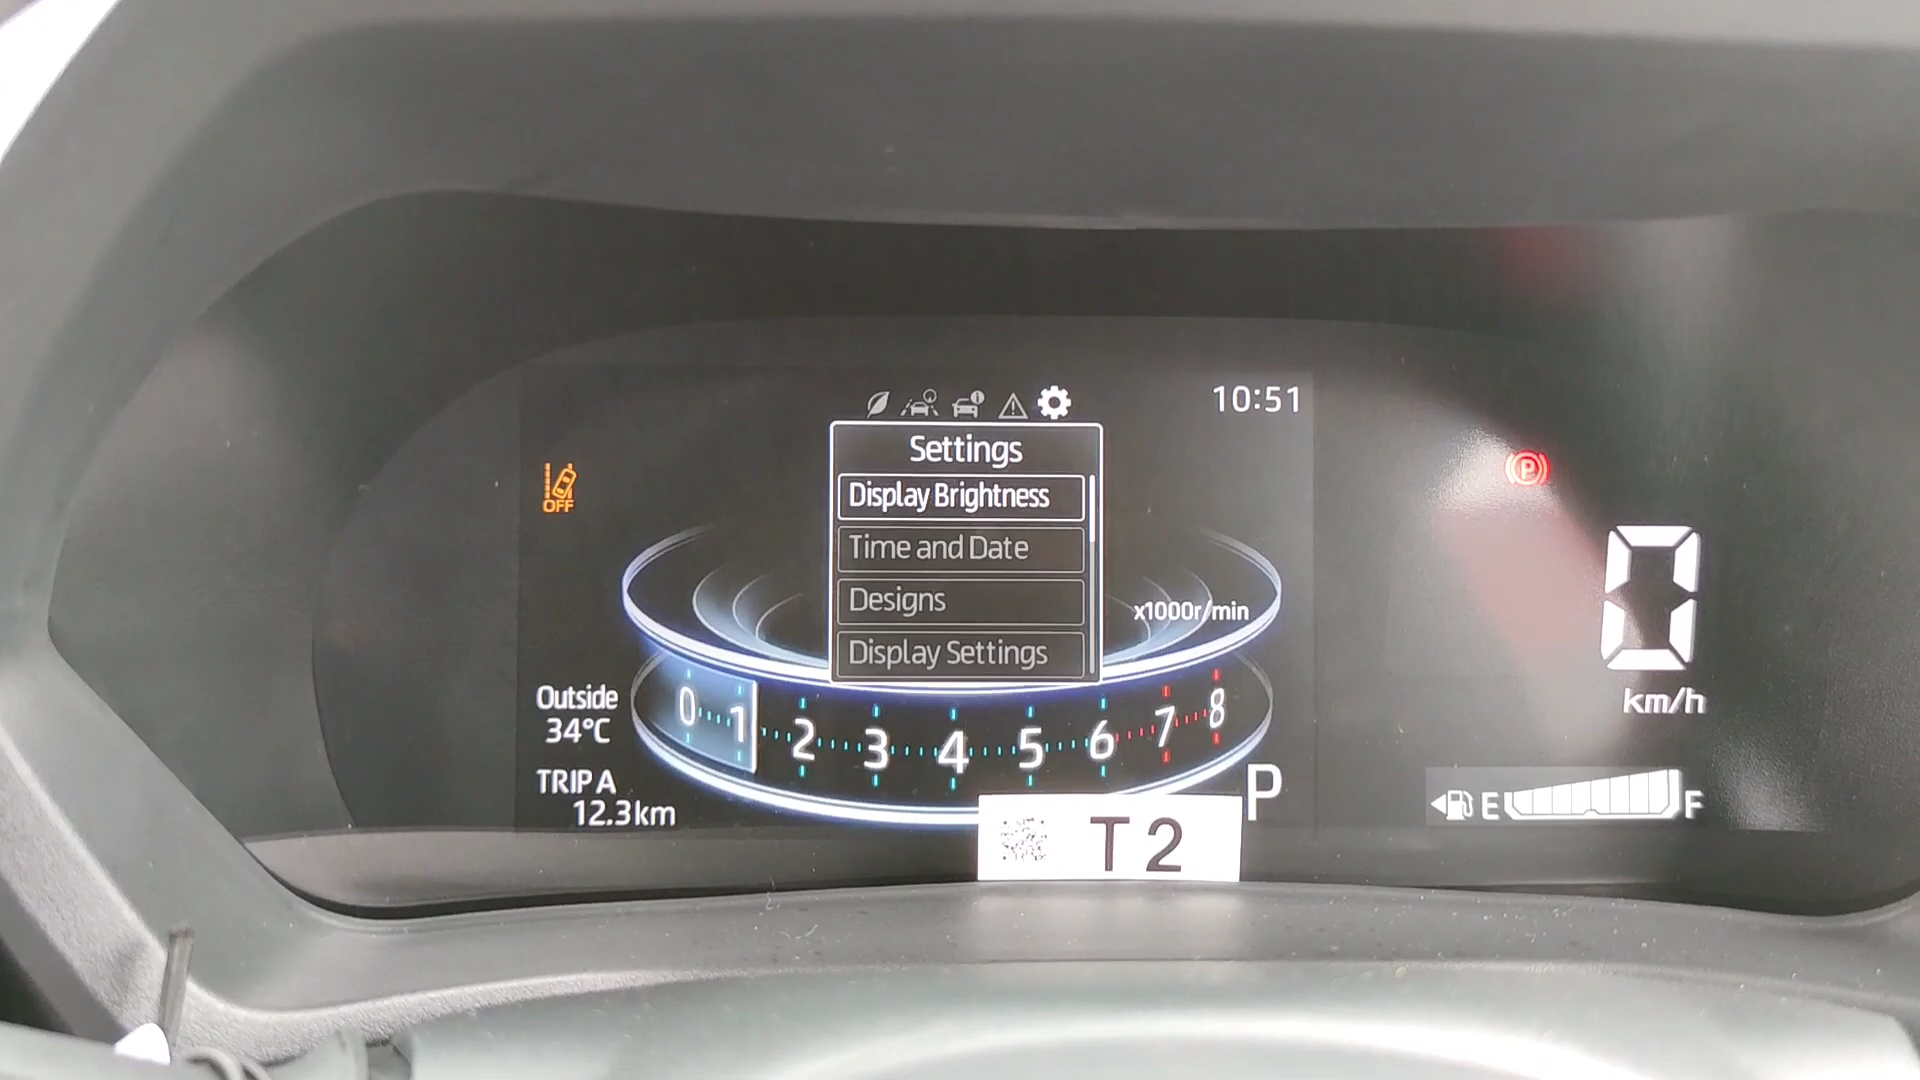 10:51
Settings
Display Brightness
Time and Date
Designs
Display Settings
OFF
P
x1000r/min
0
km/h
Outside
34°C
0 1 2 3 4 5 6 7 8
TRIP A
12.3km
P
E F
T2